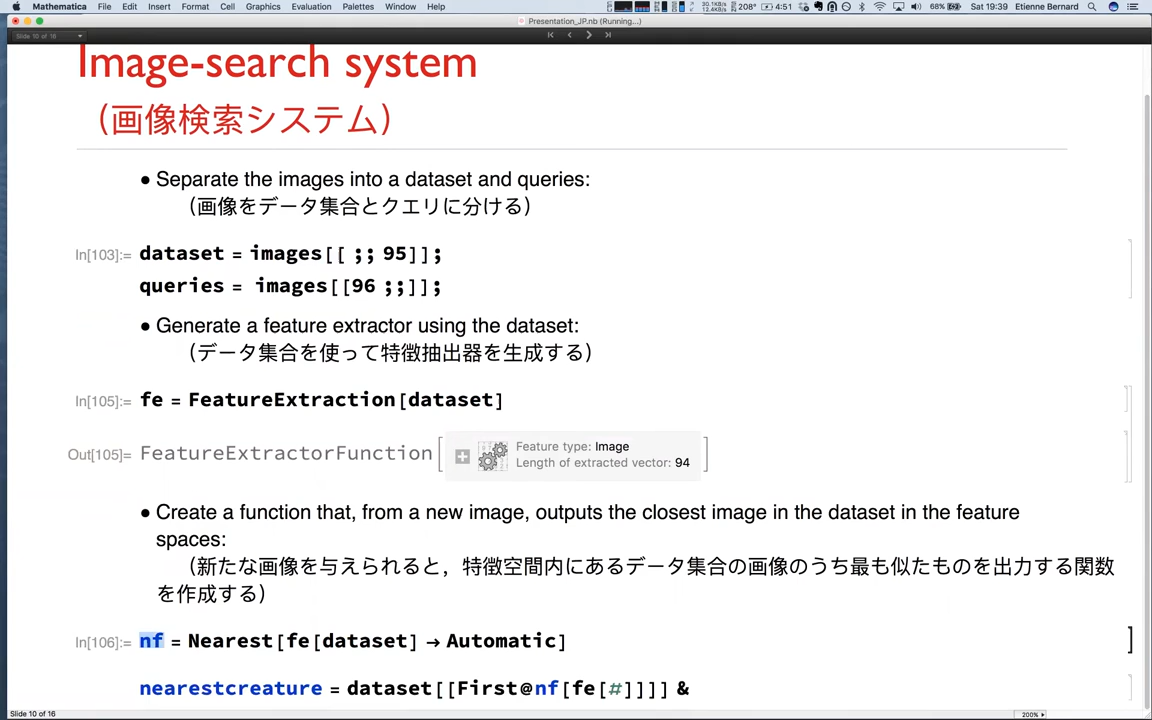 Mathematica File Edit Insert Format Cell Graphics Evaluation Palettes Window Help 208° 4:51 68% Sat 19:39 Etienne Bernard
Presentation_JP.nb (Running...)
Slide 10 of 16
Image-search system
（画像検索システム）
• Separate the images into a dataset and queries:
（画像をデータ集合とクエリに分ける）
In[103]:= dataset = images[[ ;; 95]];
queries = images[[96 ;;]];
• Generate a feature extractor using the dataset:
（データ集合を使って特徴抽出器を生成する）
In[105]:= fe = FeatureExtraction[dataset]
Out[105]= FeatureExtractorFunction[
Feature type: Image
Length of extracted vector: 94
]
• Create a function that, from a new image, outputs the closest image in the dataset in the feature
spaces:
（新たな画像を与えられると，特徴空間内にあるデータ集合の画像のうち最も似たものを出力する関数
を作成する）
In[106]:= nf = Nearest[fe[dataset] → Automatic]
nearestcreature = dataset[[First@nf[fe[#]]]] &
Slide 10 of 16
200%